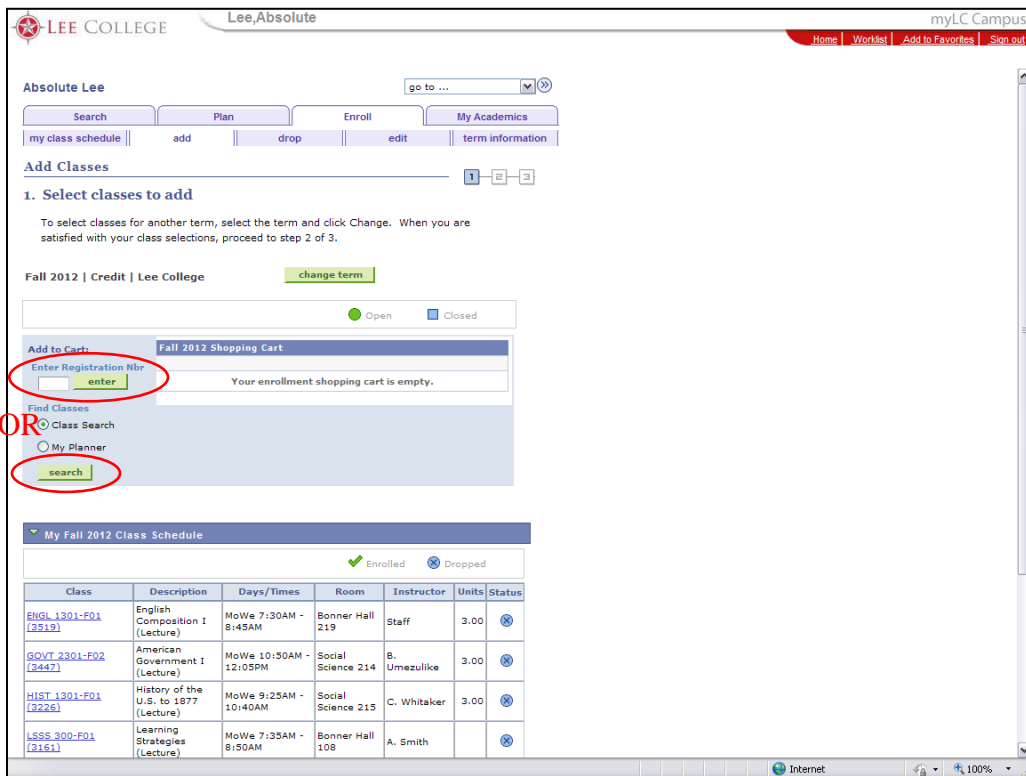 LEE COLLEGE
Lee,Absolute
myLC Campus
Home | Worklist | Add to Favorites | Sign out
Absolute Lee
go to ...
Search Plan Enroll My Academics
my class schedule add drop edit term information
Add Classes
1 2 3
1. Select classes to add
To select classes for another term, select the term and click Change. When you are
satisfied with your class selections, proceed to step 2 of 3.
Fall 2012 | Credit | Lee College
change term
Open Closed
Add to Cart:
Enter Registration Nbr
enter
Fall 2012 Shopping Cart
Your enrollment shopping cart is empty.
Find Classes
OR
Class Search
My Planner
search
My Fall 2012 Class Schedule
Enrolled Dropped
Class Description Days/Times Room Instructor Units Status
ENGL 1301-F01
(3519)
English
Composition I
(Lecture)
MoWe 7:30AM -
8:45AM
Bonner Hall
219
Staff
3.00
GOVT 2301-F02
(3447)
American
Government I
(Lecture)
MoWe 10:50AM -
12:05PM
Social
Science 214
B.
Umezulike
3.00
HIST 1301-F01
(3226)
History of the
U.S. to 1877
(Lecture)
MoWe 9:25AM -
10:40AM
Social
Science 215
C. Whitaker
3.00
LSSS 300-F01
(3161)
Learning
Strategies
(Lecture)
MoWe 7:35AM -
8:50AM
Bonner Hall
108
A. Smith
Internet
100%